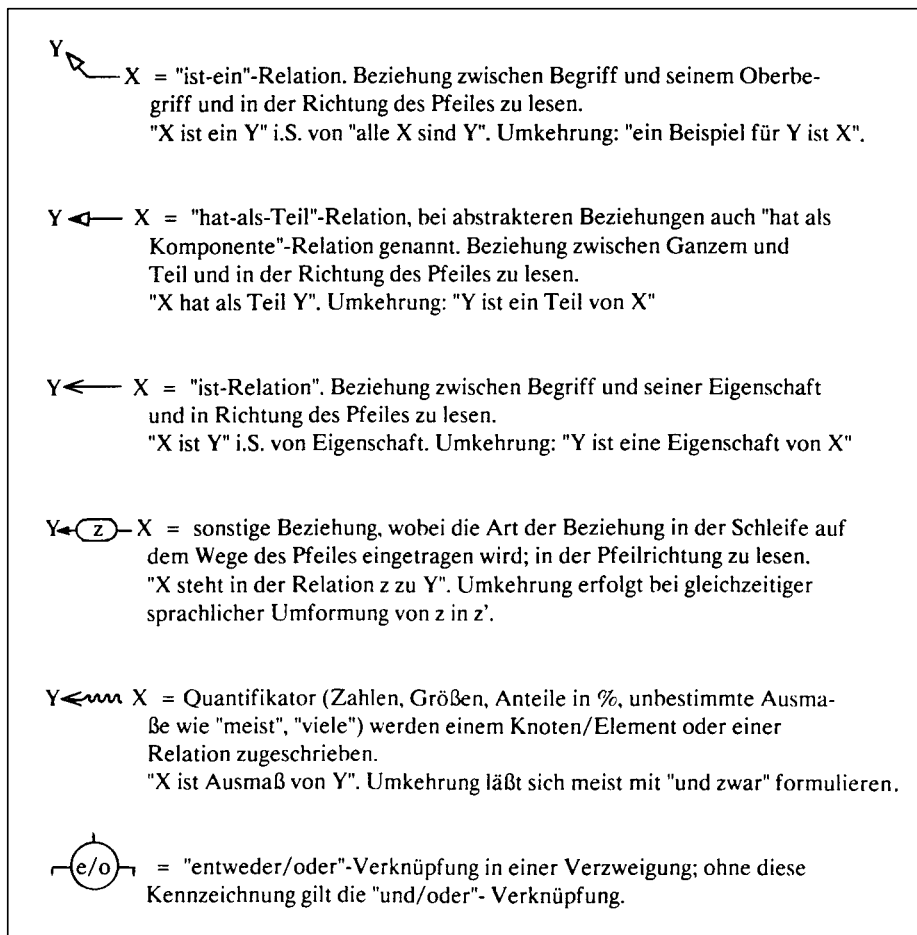 Y
X = "ist-ein"-Relation. Beziehung zwischen Begriff und seinem Oberbe-
griff und in der Richtung des Pfeiles zu lesen.
"X ist ein Y" i.S. von "alle X sind Y". Umkehrung: "ein Beispiel für Y ist X".
Y X = "hat-als-Teil"-Relation, bei abstrakteren Beziehungen auch "hat als
Komponente"-Relation genannt. Beziehung zwischen Ganzem und
Teil und in der Richtung des Pfeiles zu lesen.
"X hat als Teil Y". Umkehrung: "Y ist ein Teil von X"
Y X = "ist-Relation". Beziehung zwischen Begriff und seiner Eigenschaft
und in Richtung des Pfeiles zu lesen.
"X ist Y" i.S. von Eigenschaft. Umkehrung: "Y ist eine Eigenschaft von X"
Y z X = sonstige Beziehung, wobei die Art der Beziehung in der Schleife auf
dem Wege des Pfeiles eingetragen wird; in der Pfeilrichtung zu lesen.
"X steht in der Relation z zu Y". Umkehrung erfolgt bei gleichzeitiger
sprachlicher Umformung von z in z'.
Y X = Quantifikator (Zahlen, Größen, Anteile in %, unbestimmte Ausma-
ße wie "meist", "viele") werden einem Knoten/Element oder einer
Relation zugeschrieben.
"X ist Ausmaß von Y". Umkehrung läßt sich meist mit "und zwar" formulieren.
e/o = "entweder/oder"-Verknüpfung in einer Verzweigung; ohne diese
Kennzeichnung gilt die "und/oder"- Verknüpfung.